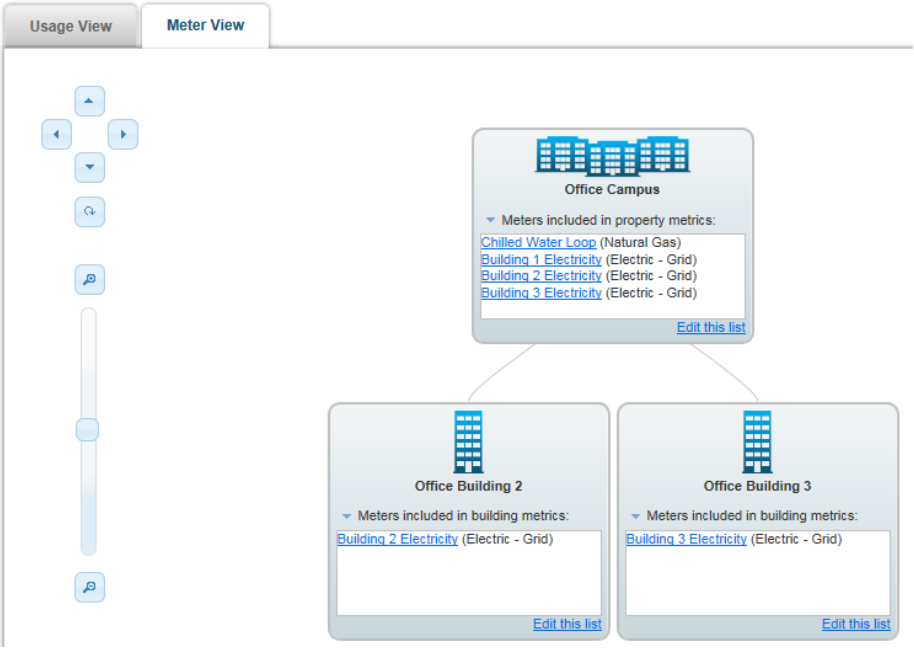 Usage View
Meter View
Office Campus
Meters included in property metrics:
Chilled Water Loop (Natural Gas)
Building 1 Electricity (Electric - Grid)
Building 2 Electricity (Electric - Grid)
Building 3 Electricity (Electric - Grid)
Edit this list
Office Building 2
Meters included in building metrics:
Building 2 Electricity (Electric - Grid)
Edit this list
Office Building 3
Meters included in building metrics:
Building 3 Electricity (Electric - Grid)
Edit this list